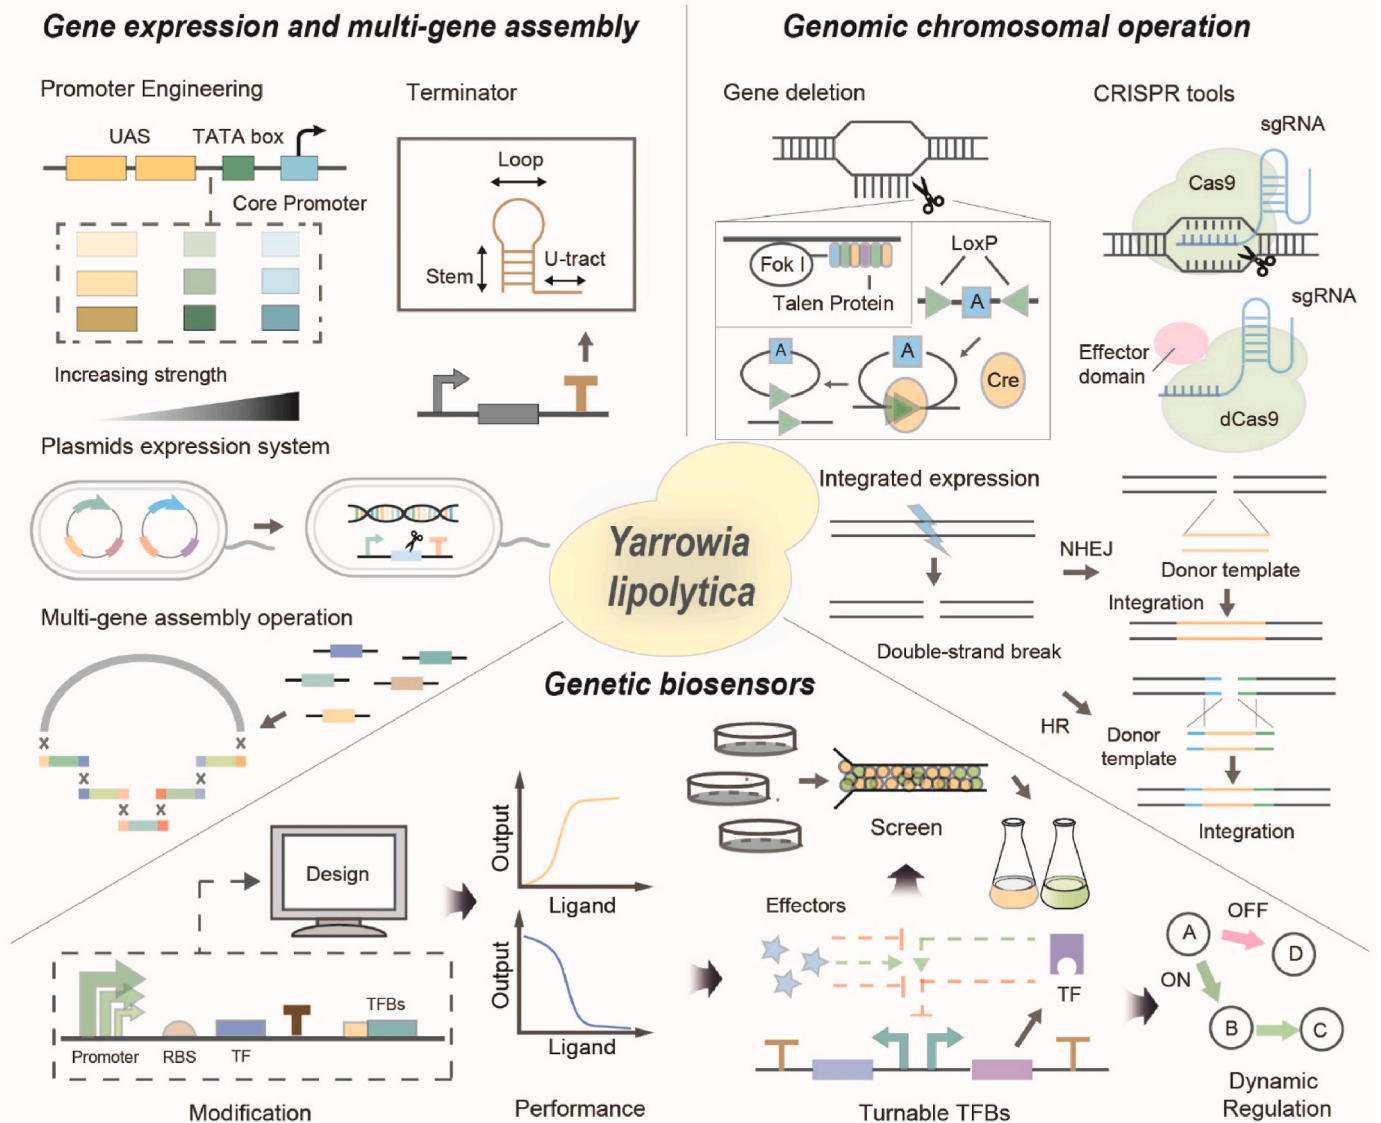 Gene expression and multi-gene assembly
Promoter Engineering
UAS
TATA box
Core Promoter
Increasing strength
Terminator
Loop
Stem
U-tract
Plasmids expression system
Multi-gene assembly operation
Genomic chromosomal operation
Gene deletion
Fok I
Talen Protein
LoxP
A
A
A
Cre
CRISPR tools
sgRNA
Cas9
sgRNA
Effector
domain
dCas9
Yarrowia
lipolytica
Integrated expression
Double-strand break
NHEJ
Donor template
Integration
HR
Donor
template
Integration
Genetic biosensors
Design
Promoter
RBS
TF
TFBs
Modification
Output
Ligand
Output
Ligand
Performance
Screen
Effectors
TF
Turnable TFBs
A
OFF
D
ON
B
C
Dynamic
Regulation